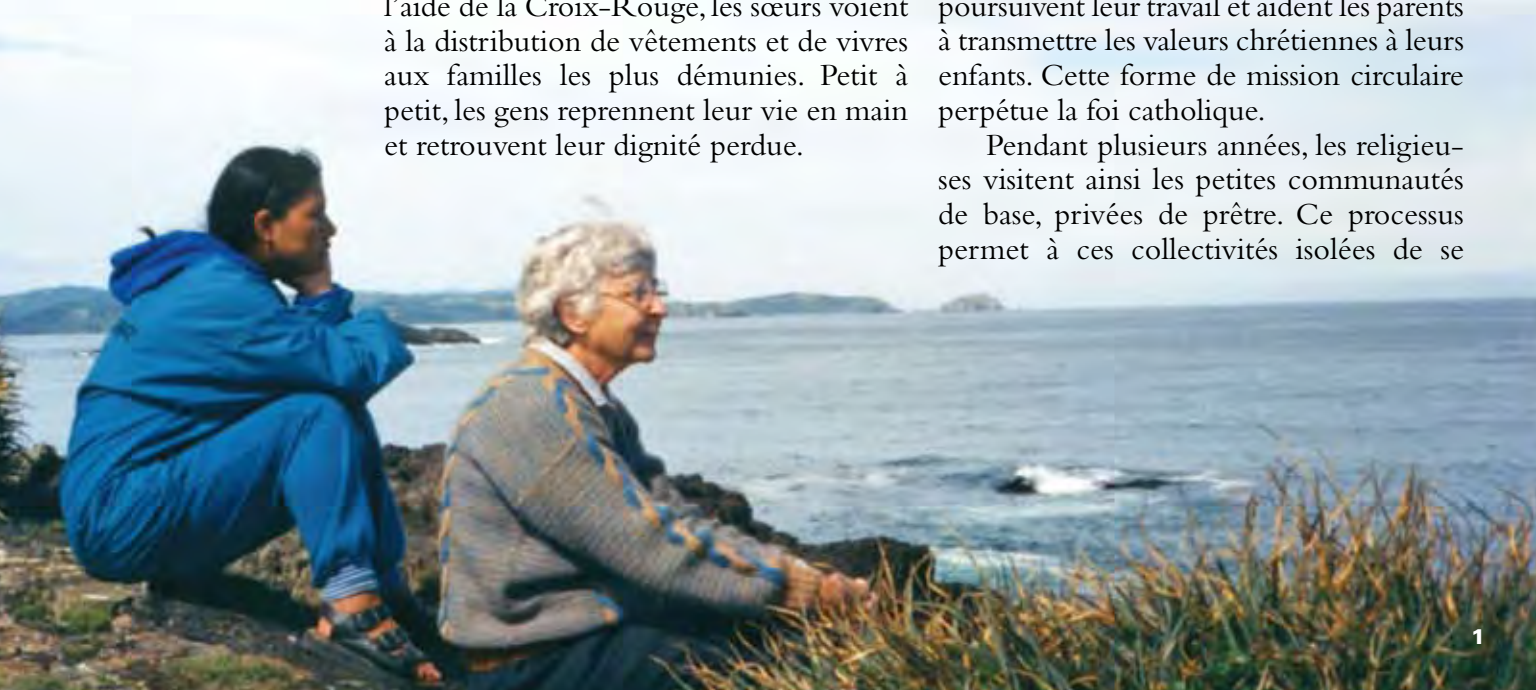 l'aide de la Croix-Rouge, les sœurs voient
à la distribution de vêtements et de vivres
aux familles les plus démunies. Petit à
petit, les gens reprennent leur vie en main
et retrouvent leur dignité perdue.
poursuivent leur travail et aident les parents
à transmettre les valeurs chrétiennes à leurs
enfants. Cette forme de mission circulaire
perpétue la foi catholique.
Pendant plusieurs années, les religieu-
ses visitent ainsi les petites communautés
de base, privées de prêtre. Ce processus
permet à ces collectivités isolées de se
1